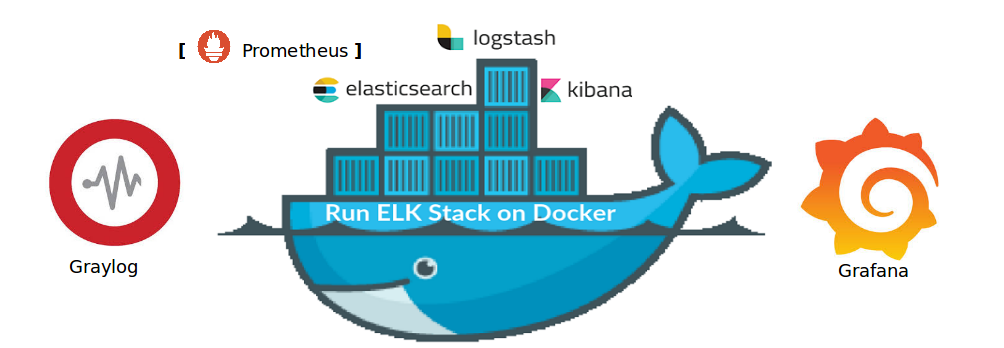 logstash
[ Prometheus ]
elasticsearch
kibana
Run ELK Stack on Docker
Graylog
Grafana